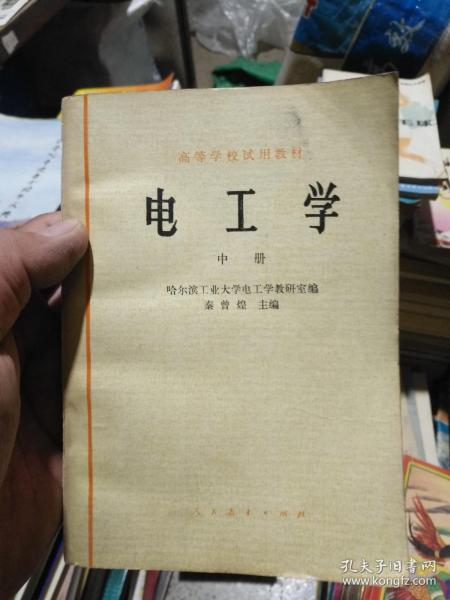 高等学校试用教材
电工学
中册
哈尔滨工业大学电工学教研室编
秦曾煌 主编
人民教育出版社
孔夫子旧书网
www.kongfz.com